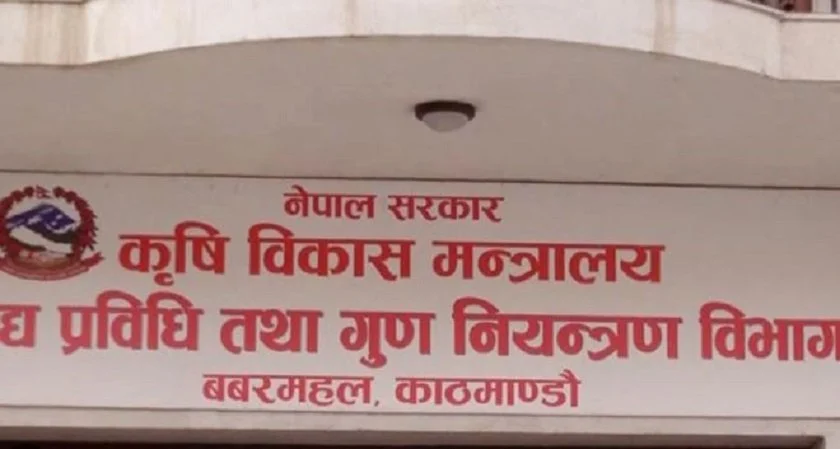 नेपाल सरकार
कृषि विकास मन्त्रालय
द्य प्रविधि तथा गुण नियन्त्रण विभाग
बबरमहल, काठमाण्डौ